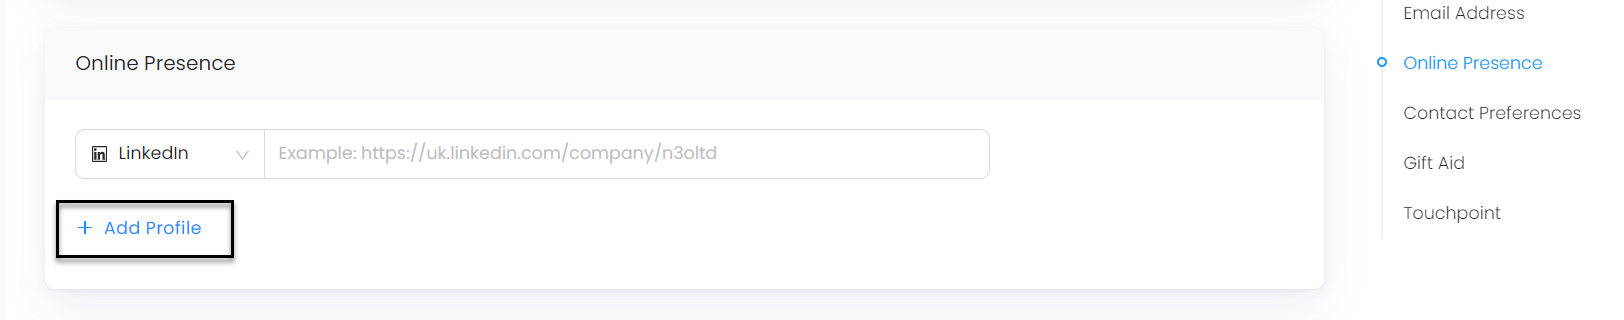 Online Presence
LinkedIn
Example: https://uk.linkedin.com/company/n3oltd
+ Add Profile
Email Address
Online Presence
Contact Preferences
Gift Aid
Touchpoint